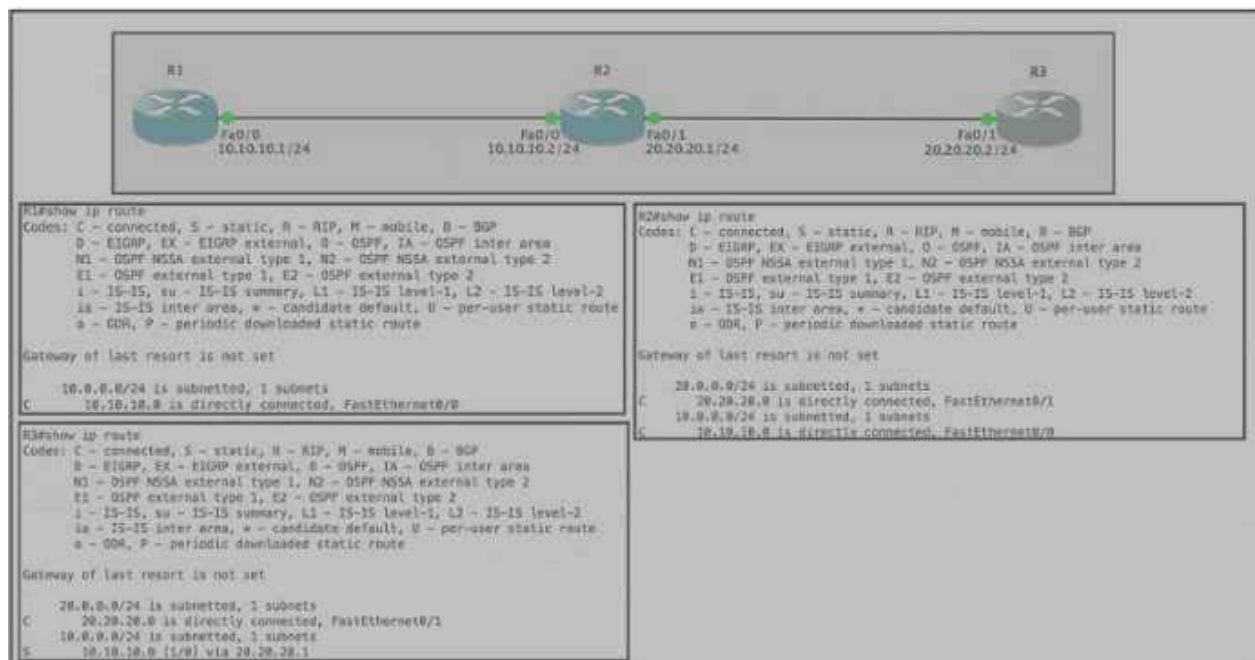 R1
R2
R3
Fa0/0
10.10.10.1/24
Fa0/0
10.10.10.2/24
Fa0/1
20.20.20.1/24
Fa0/1
20.20.20.2/24
R1#show ip route
Codes: C - connected, S - static, R - RIP, M - mobile, B - BGP
D - EIGRP, EX - EIGRP external, O - OSPF, IA - OSPF inter area
N1 - OSPF NSSA external type 1, N2 - OSPF NSSA external type 2
E1 - OSPF external type 1, E2 - OSPF external type 2
i - IS-IS, su - IS-IS summary, L1 - IS-IS level-1, L2 - IS-IS level-2
ia - IS-IS inter area, * - candidate default, U - per-user static route
o - ODR, P - periodic downloaded static route
Gateway of last resort is not set
10.0.0.0/24 is subnetted, 1 subnets
C 10.10.10.0 is directly connected, FastEthernet0/0
R2#show ip route
Codes: C - connected, S - static, R - RIP, M - mobile, B - BGP
D - EIGRP, EX - EIGRP external, O - OSPF, IA - OSPF inter area
N1 - OSPF NSSA external type 1, N2 - OSPF NSSA external type 2
E1 - OSPF external type 1, E2 - OSPF external type 2
i - IS-IS, su - IS-IS summary, L1 - IS-IS level-1, L2 - IS-IS level-2
ia - IS-IS inter area, * - candidate default, U - per-user static route
o - ODR, P - periodic downloaded static route
Gateway of last resort is not set
20.0.0.0/24 is subnetted, 1 subnets
C 20.20.20.0 is directly connected, FastEthernet0/1
10.0.0.0/24 is subnetted, 1 subnets
C 10.10.10.0 is directly connected, FastEthernet0/0
R3#show ip route
Codes: C - connected, S - static, R - RIP, M - mobile, B - BGP
D - EIGRP, EX - EIGRP external, O - OSPF, IA - OSPF inter area
N1 - OSPF NSSA external type 1, N2 - OSPF NSSA external type 2
E1 - OSPF external type 1, E2 - OSPF external type 2
i - IS-IS, su - IS-IS summary, L1 - IS-IS level-1, L2 - IS-IS level-2
ia - IS-IS inter area, * - candidate default, U - per-user static route
o - ODR, P - periodic downloaded static route
Gateway of last resort is not set
20.0.0.0/24 is subnetted, 1 subnets
C 20.20.20.0 is directly connected, FastEthernet0/1
10.0.0.0/24 is subnetted, 1 subnets
S 10.10.10.0 [1/0] via 20.20.20.1